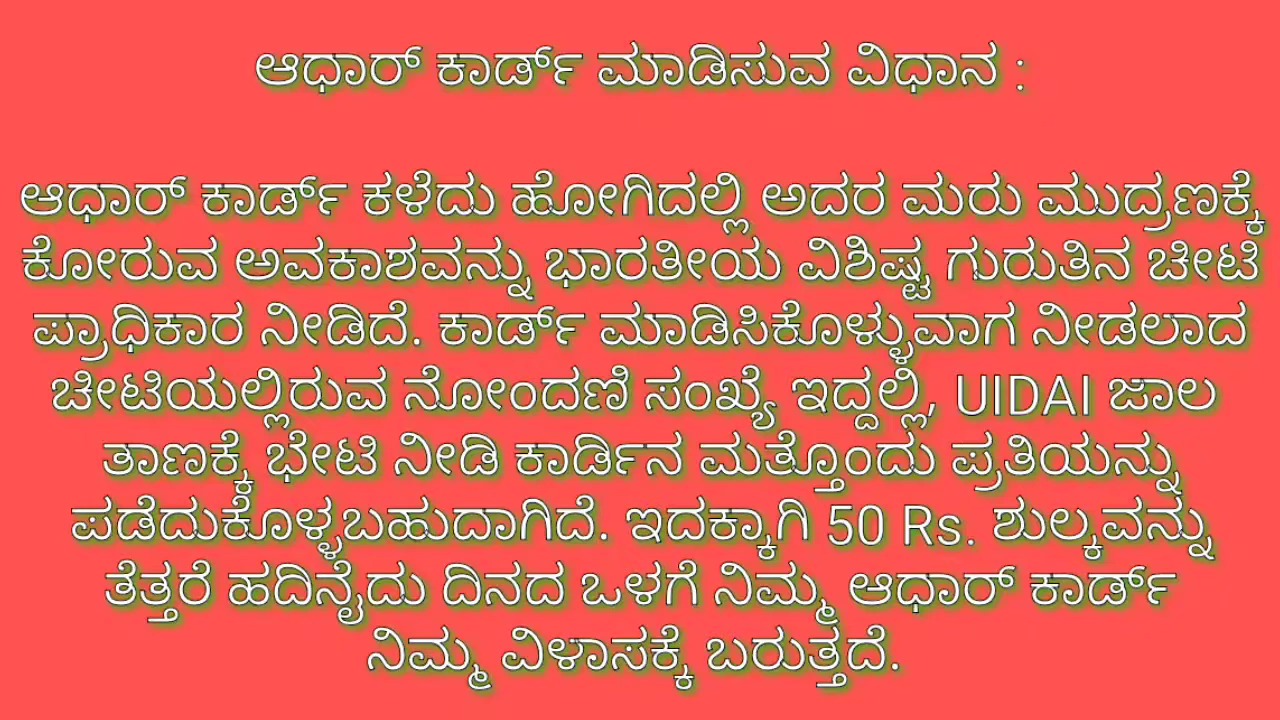 ಆಧಾರ್ ಕಾರ್ಡ್ ಮಾಡಿಸುವ ವಿಧಾನ :
ಆಧಾರ್ ಕಾರ್ಡ್ ಕಳೆದು ಹೋಗಿದಲ್ಲಿ ಅದರ ಮರು ಮುದ್ರಣಕ್ಕೆ
ಕೋರುವ ಅವಕಾಶವನ್ನು ಭಾರತೀಯ ವಿಶಿಷ್ಟ ಗುರುತಿನ ಚೀಟಿ
ಪ್ರಾಧಿಕಾರ ನೀಡಿದೆ. ಕಾರ್ಡ್ ಮಾಡಿಸಿಕೊಳ್ಳುವಾಗ ನೀಡಲಾದ
ಚೀಟಿಯಲ್ಲಿರುವ ನೋಂದಣಿ ಸಂಖ್ಯೆ ಇದ್ದಲ್ಲಿ, UIDAI ಜಾಲ
ತಾಣಕ್ಕೆ ಭೇಟಿ ನೀಡಿ ಕಾರ್ಡಿನ ಮತ್ತೊಂದು ಪ್ರತಿಯನ್ನು
ಪಡೆದುಕೊಳ್ಳಬಹುದಾಗಿದೆ. ಇದಕ್ಕಾಗಿ 50 Rs. ಶುಲ್ಕವನ್ನು
ತೆತ್ತರೆ ಹದಿನೈದು ದಿನದ ಒಳಗೆ ನಿಮ್ಮ ಆಧಾರ್ ಕಾರ್ಡ್
ನಿಮ್ಮ ವಿಳಾಸಕ್ಕೆ ಬರುತ್ತದೆ.